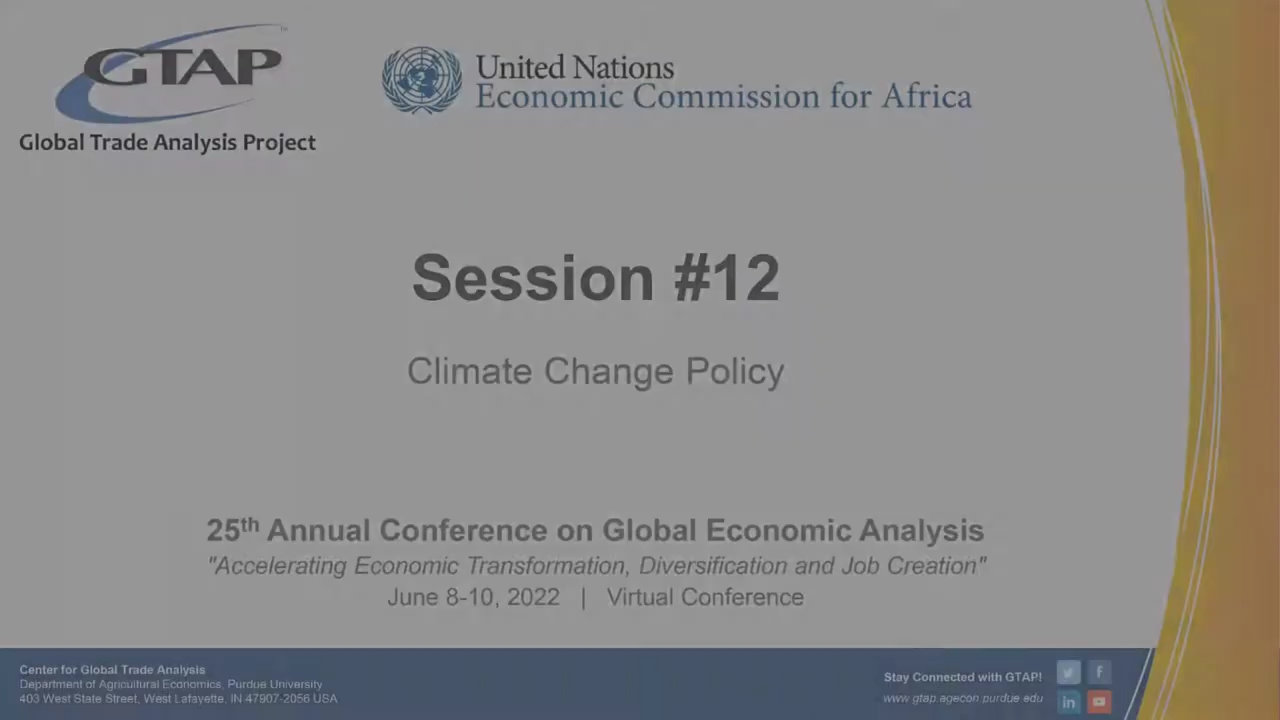 GTAP™
Global Trade Analysis Project
United Nations
Economic Commission for Africa
Session #12
Climate Change Policy
25th Annual Conference on Global Economic Analysis
"Accelerating Economic Transformation, Diversification and Job Creation"
June 8-10, 2022 | Virtual Conference
Center for Global Trade Analysis
Department of Agricultural Economics, Purdue University
403 West State Street, West Lafayette, IN 47907-2056 USA
Stay Connected with GTAP!
www.gtap.agecon.purdue.edu